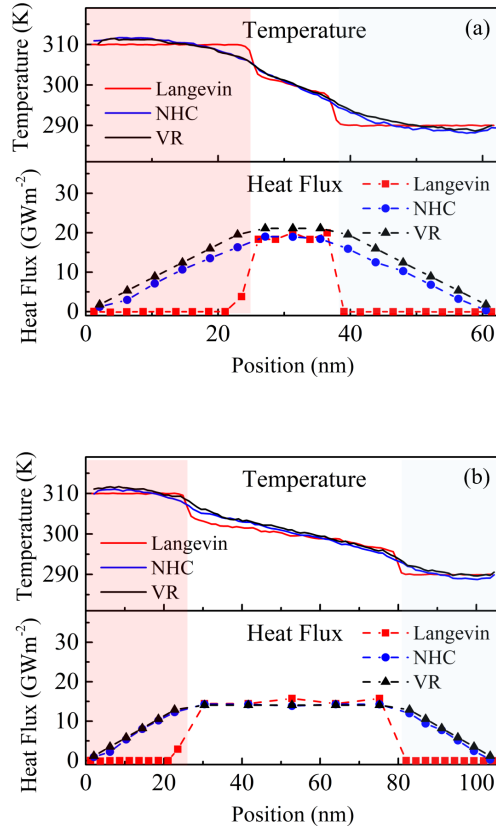 (a)
Temperature
Temperature (K)
310
300
290
Langevin
NHC
VR
Heat Flux
Heat Flux (GWm-2)
30
20
10
0
Langevin
NHC
VR
0 20 40 60
Position (nm)
(b)
Temperature
Temperature (K)
310
300
290
Langevin
NHC
VR
Heat Flux
Heat Flux (GWm-2)
30
20
10
0
Langevin
NHC
VR
0 20 40 60 80 100
Position (nm)